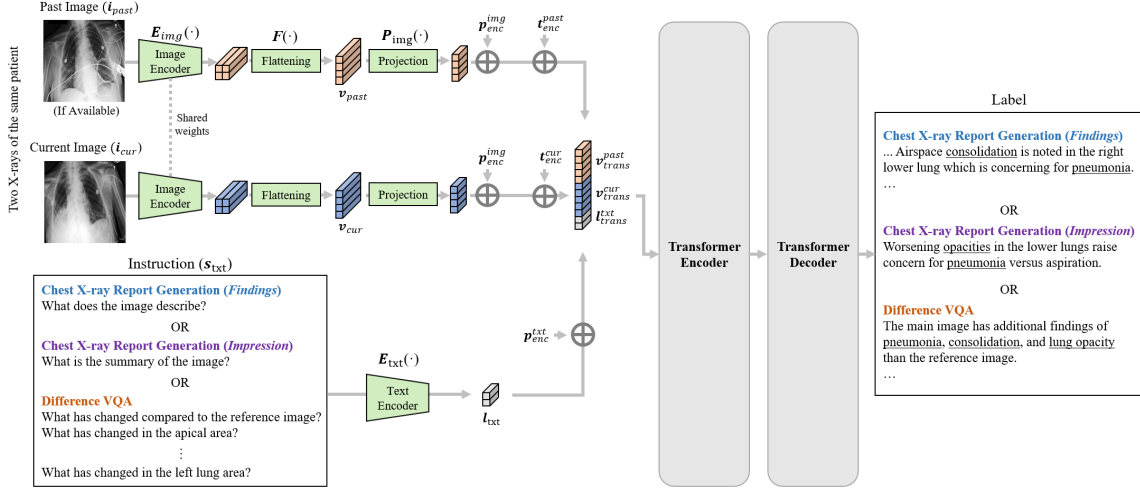 Two X-rays of the same patient
Past Image (i_past)
(If Available)
E_img(·)
Image
Encoder
F(·)
Flattening
v_past
P_img(·)
Projection
p_enc^img
t_enc^past
Shared
weights
Current Image (i_cur)
Image
Encoder
Flattening
v_cur
Projection
p_enc^img
t_enc^cur
v_trans^past
v_trans^cur
l_trans^txt
Instruction (s_txt)
Chest X-ray Report Generation (Findings)
What does the image describe?
OR
Chest X-ray Report Generation (Impression)
What is the summary of the image?
OR
Difference VQA
What has changed compared to the reference image?
What has changed in the apical area?
⋮
What has changed in the left lung area?
E_txt(·)
Text
Encoder
l_txt
p_enc^txt
Transformer
Encoder
Transformer
Decoder
Label
Chest X-ray Report Generation (Findings)
... Airspace consolidation is noted in the right
lower lung which is concerning for pneumonia.
…
OR
Chest X-ray Report Generation (Impression)
Worsening opacities in the lower lungs raise
concern for pneumonia versus aspiration.
OR
Difference VQA
The main image has additional findings of
pneumonia, consolidation, and lung opacity
than the reference image.
…